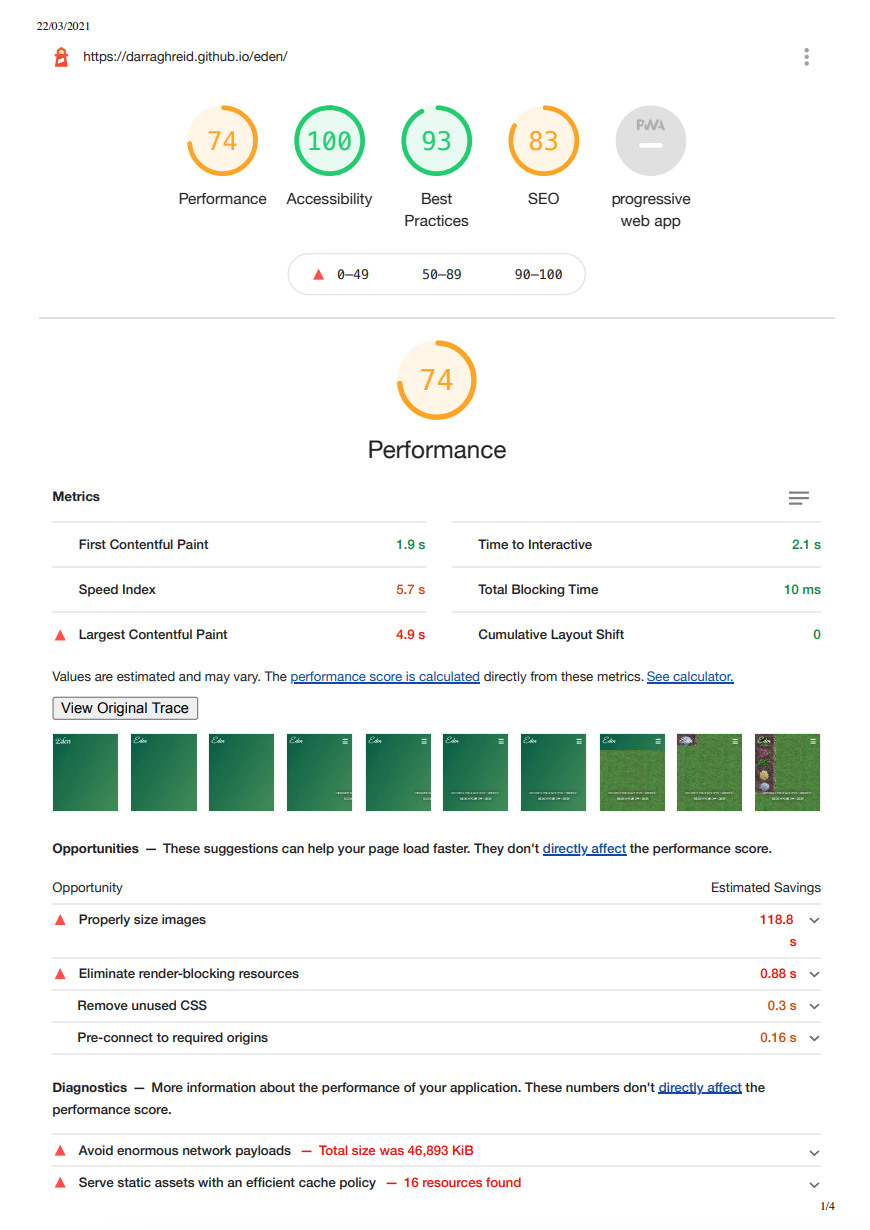 22/03/2021
https://darraghreid.github.io/eden/
74
100
93
83
PWA
Performance
Accessibility
Best
Practices
SEO
progressive
web app
0–49
50–89
90–100
74
Performance
Metrics
First Contentful Paint
1.9 s
Time to Interactive
2.1 s
Speed Index
5.7 s
Total Blocking Time
10 ms
Largest Contentful Paint
4.9 s
Cumulative Layout Shift
0
Values are estimated and may vary. The performance score is calculated directly from these metrics. See calculator.
View Original Trace
Eden
Eden
Eden
Eden
Eden
Eden
Eden
Eden
Eden
Opportunities — These suggestions can help your page load faster. They don't directly affect the performance score.
Opportunity
Estimated Savings
Properly size images
118.8
s
Eliminate render-blocking resources
0.88 s
Remove unused CSS
0.3 s
Pre-connect to required origins
0.16 s
Diagnostics — More information about the performance of your application. These numbers don't directly affect the
performance score.
Avoid enormous network payloads — Total size was 46,893 KiB
Serve static assets with an efficient cache policy — 16 resources found
1/4